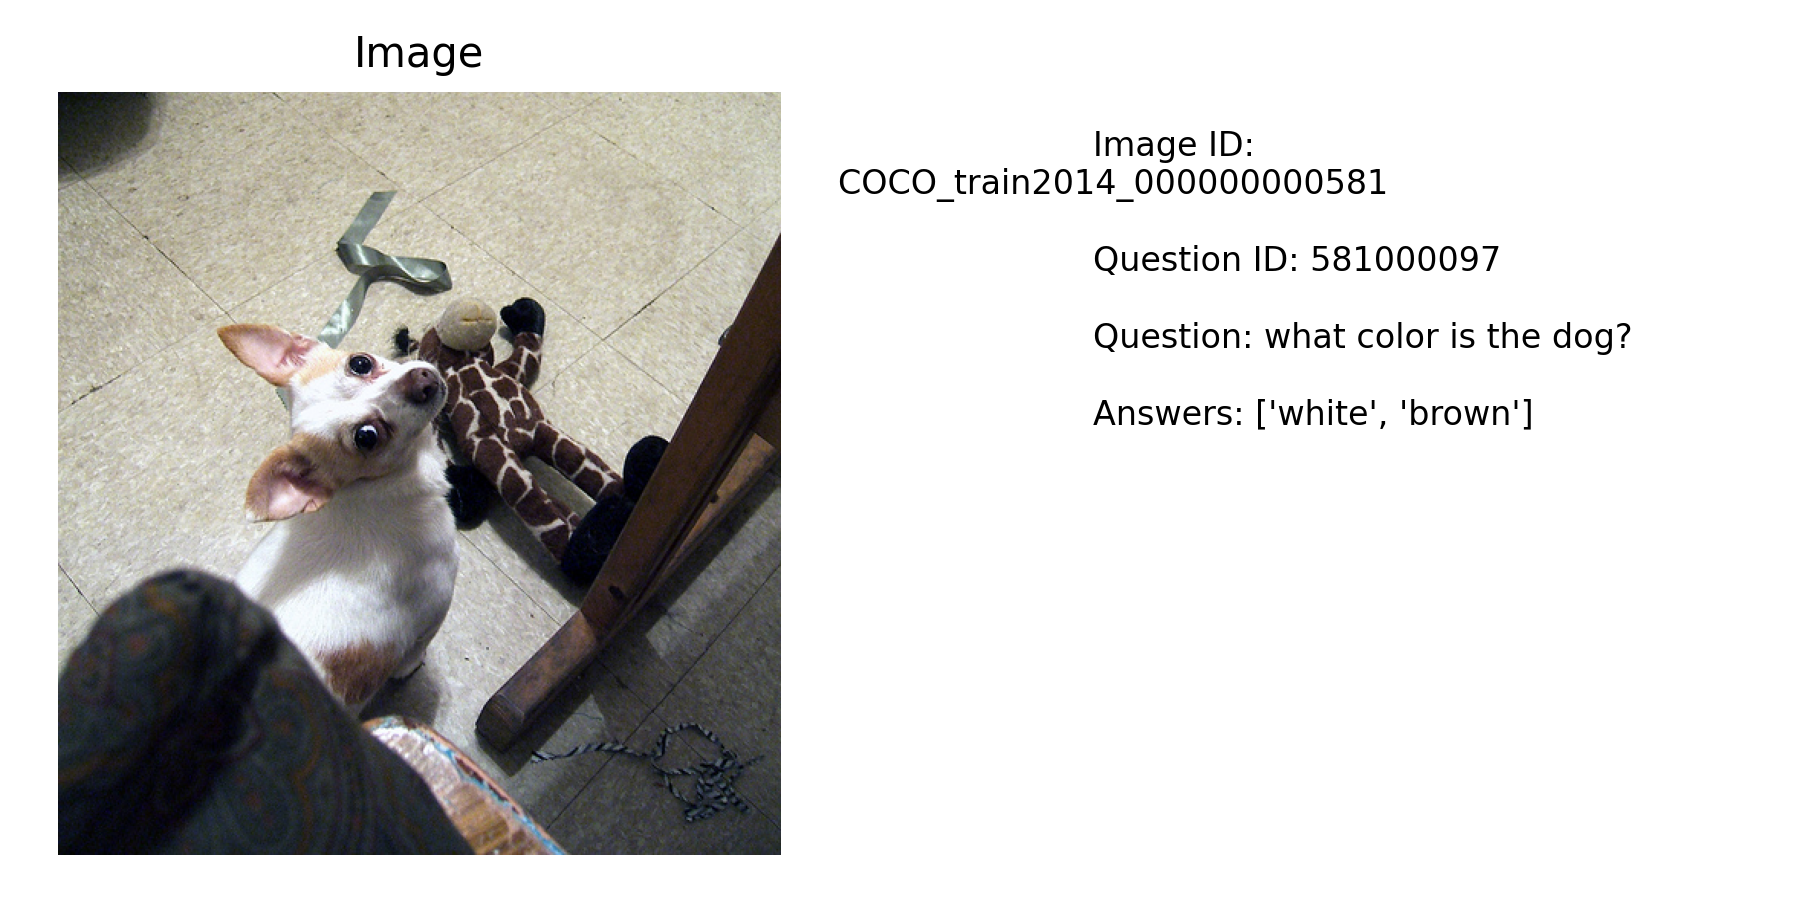 Image
Image ID:
COCO_train2014_000000000581
Question ID: 581000097
Question: what color is the dog?
Answers: ['white', 'brown']